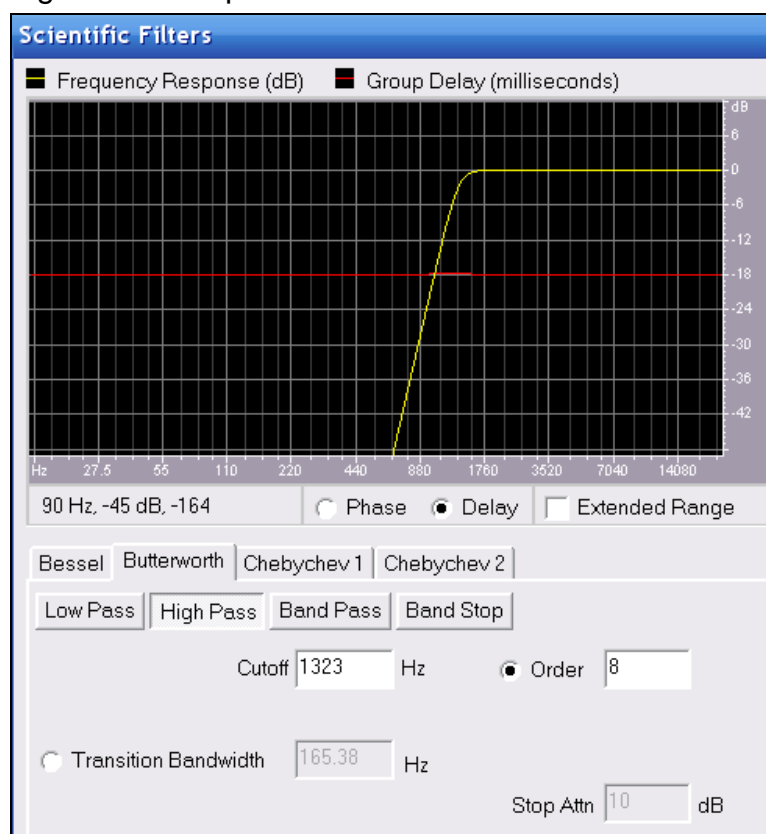 Scientific Filters
Frequency Response (dB) Group Delay (milliseconds)
dB
6
0
-6
-12
-18
-24
-30
-36
-42
Hz 27.5 55 110 220 440 880 1760 3520 7040 14080
90 Hz, -45 dB, -164 Phase Delay Extended Range
Bessel Butterworth Chebychev 1 Chebychev 2
Low Pass High Pass Band Pass Band Stop
Cutoff 1323 Hz Order 8
Transition Bandwidth 165.38 Hz
Stop Attn 10 dB